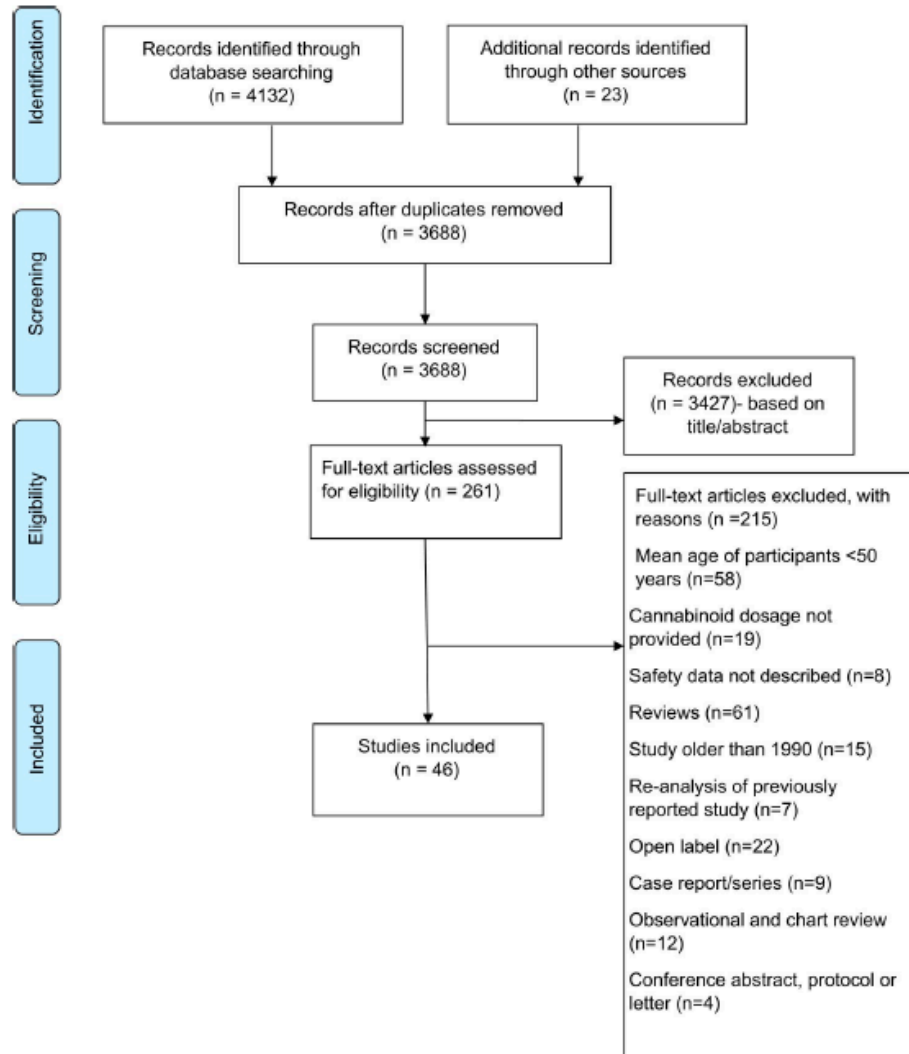 Identification
Records identified through
database searching
(n = 4132)
Additional records identified
through other sources
(n = 23)
Records after duplicates removed
(n = 3688)
Screening
Records screened
(n = 3688)
Records excluded
(n = 3427)- based on
title/abstract
Eligibility
Full-text articles assessed
for eligibility (n = 261)
Full-text articles excluded, with
reasons (n =215)
Mean age of participants <50
years (n=58)
Cannabinoid dosage not
provided (n=19)
Safety data not described (n=8)
Reviews (n=61)
Study older than 1990 (n=15)
Re-analysis of previously
reported study (n=7)
Open label (n=22)
Case report/series (n=9)
Observational and chart review
(n=12)
Conference abstract, protocol or
letter (n=4)
Included
Studies included
(n = 46)